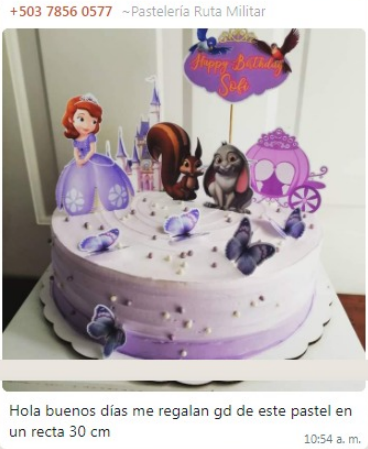 +503 7856 0577 ~Pastelería Ruta Militar
Happy Birthday
Sofi
Hola buenos días me regalan gd de este pastel en
un recta 30 cm
10:54 a. m.